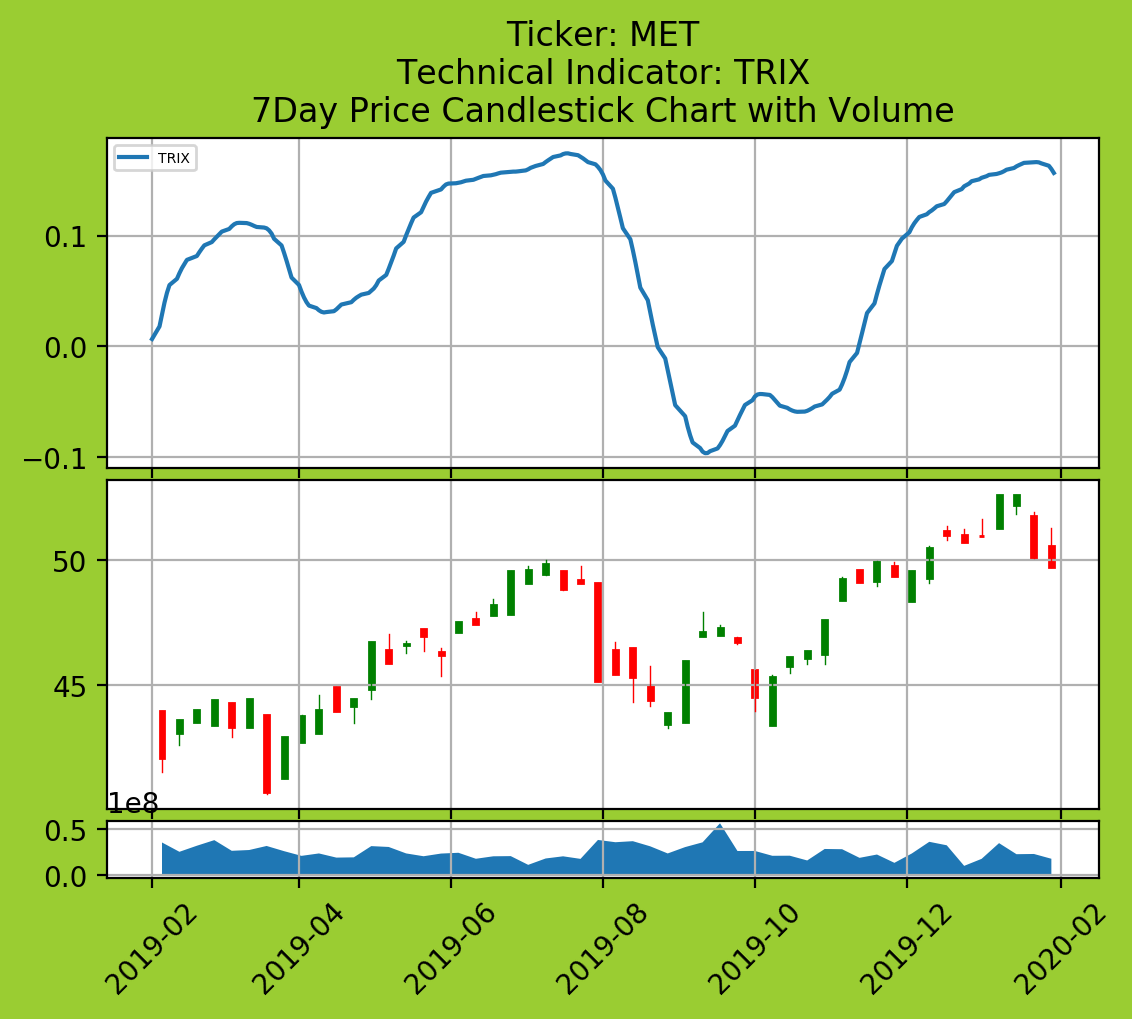 Ticker: MET
Technical Indicator: TRIX
7Day Price Candlestick Chart with Volume
TRIX
0.1
0.0
−0.1
50
45
1e8
0.5
0.0
2019-02
2019-04
2019-06
2019-08
2019-10
2019-12
2020-02